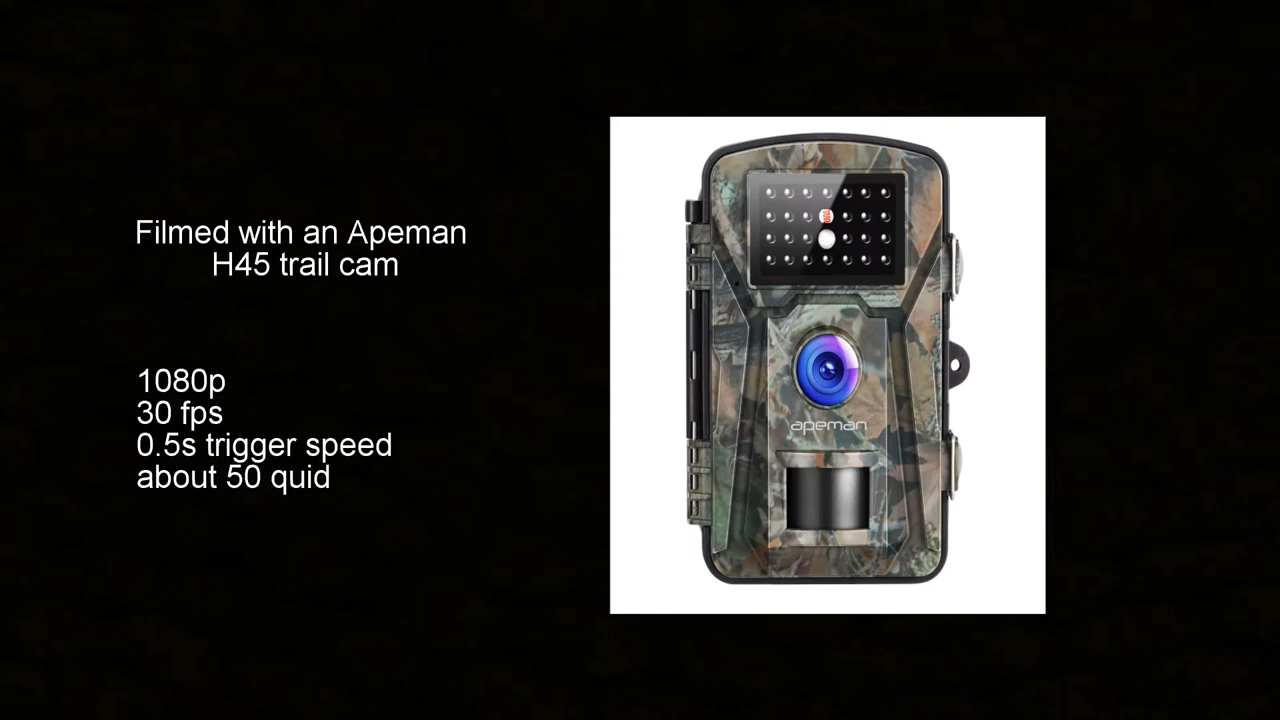 Filmed with an Apeman
H45 trail cam
1080p
30 fps
0.5s trigger speed
about 50 quid
apeman